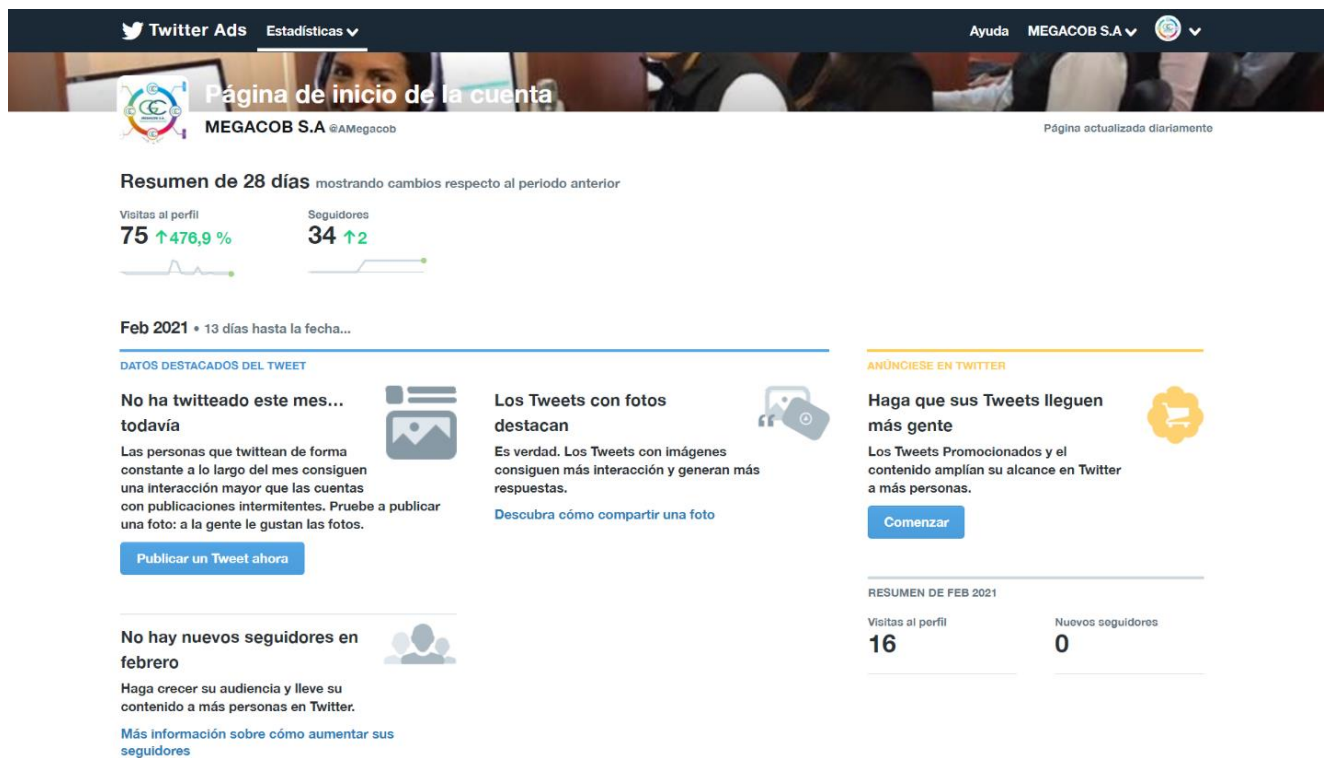 Twitter Ads Estadísticas Ayuda MEGACOB S.A
Página de inicio de la cuenta
MEGACOB S.A @AMegacob
Página actualizada diariamente
Resumen de 28 días mostrando cambios respecto al periodo anterior
Visitas al perfil
75 ↑476,9 %
Seguidores
34 ↑2
Feb 2021 • 13 días hasta la fecha...
DATOS DESTACADOS DEL TWEET
No ha twitteado este mes...
todavía
Las personas que twittean de forma
constante a lo largo del mes consiguen
una interacción mayor que las cuentas
con publicaciones intermitentes. Pruebe a publicar
una foto: a la gente le gustan las fotos.
Publicar un Tweet ahora
Los Tweets con fotos
destacan
Es verdad. Los Tweets con imágenes
consiguen más interacción y generan más
respuestas.
Descubra cómo compartir una foto
No hay nuevos seguidores en
febrero
Haga crecer su audiencia y lleve su
contenido a más personas en Twitter.
Más información sobre cómo aumentar sus
seguidores
ANÚNCIESE EN TWITTER
Haga que sus Tweets lleguen
más gente
Los Tweets Promocionados y el
contenido amplían su alcance en Twitter
a más personas.
Comenzar
RESUMEN DE FEB 2021
Visitas al perfil
16
Nuevos seguidores
0